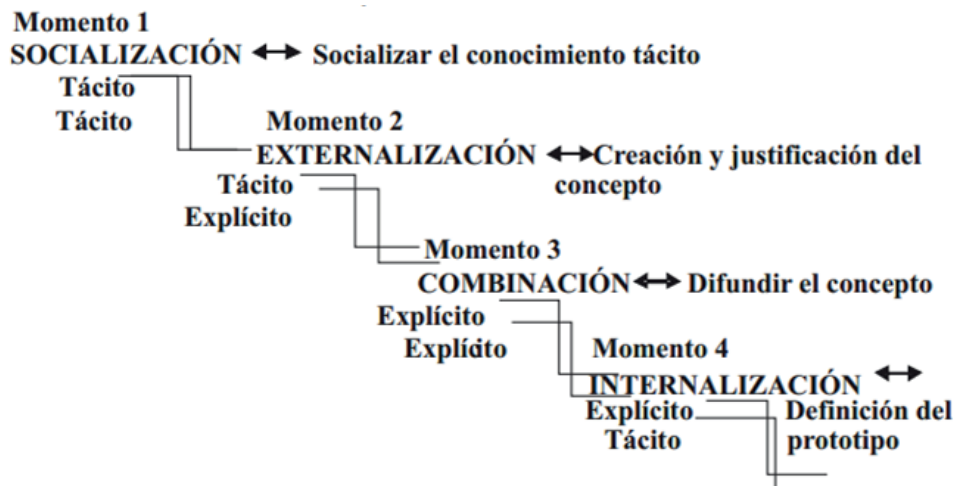 Momento 1
SOCIALIZACIÓN ↔ Socializar el conocimiento tácito
Tácito
Tácito
Momento 2
EXTERNALIZACIÓN ↔ Creación y justificación del
concepto
Tácito
Explícito
Momento 3
COMBINACIÓN ↔ Difundir el concepto
Explícito
Explícito
Momento 4
INTERNALIZACIÓN ↔
Explícito
Definición del
Tácito
prototipo